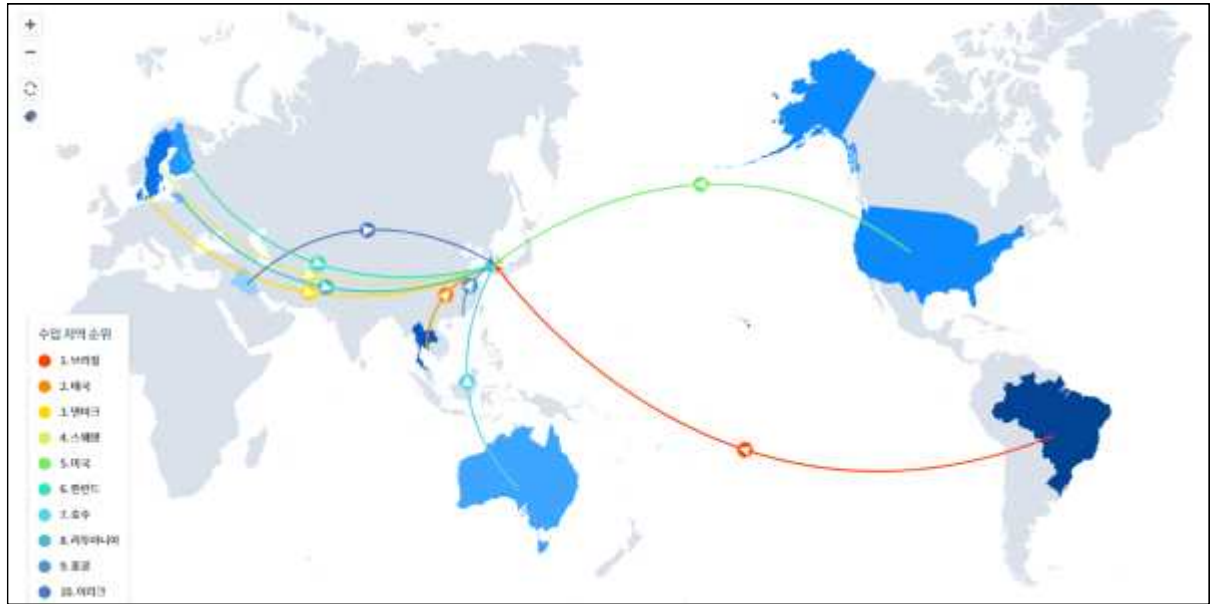 수입 지역 순위
1. 브라질
2. 태국
3. 덴마크
4. 스웨덴
5. 미국
6. 핀란드
7. 호주
8. 리투아니아
9. 홍콩
10. 이라크